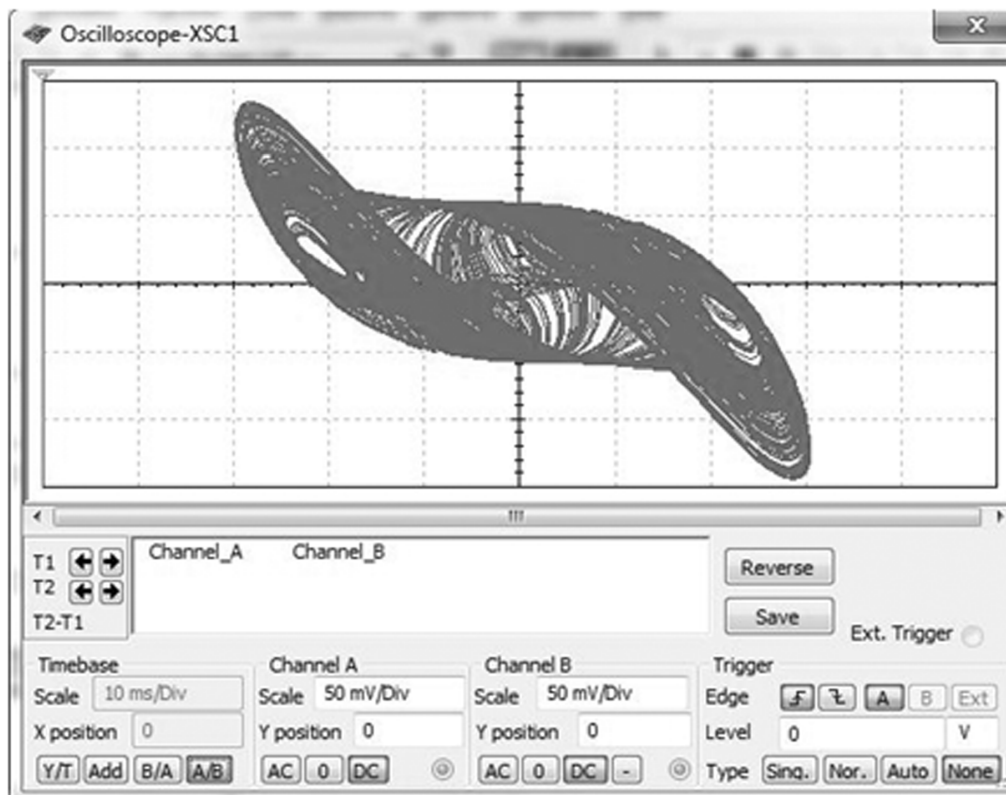 Oscilloscope-XSC1
Channel_A Channel_B
T1
T2
T2-T1
Reverse
Save
Ext. Trigger
Timebase
Scale 10 ms/Div
X position 0
Y/T Add B/A A/B
Channel A
Scale 50 mV/Div
Y position 0
AC 0 DC
Channel B
Scale 50 mV/Div
Y position 0
AC 0 DC -
Trigger
Edge A B Ext
Level 0 V
Type Sing. Nor. Auto None